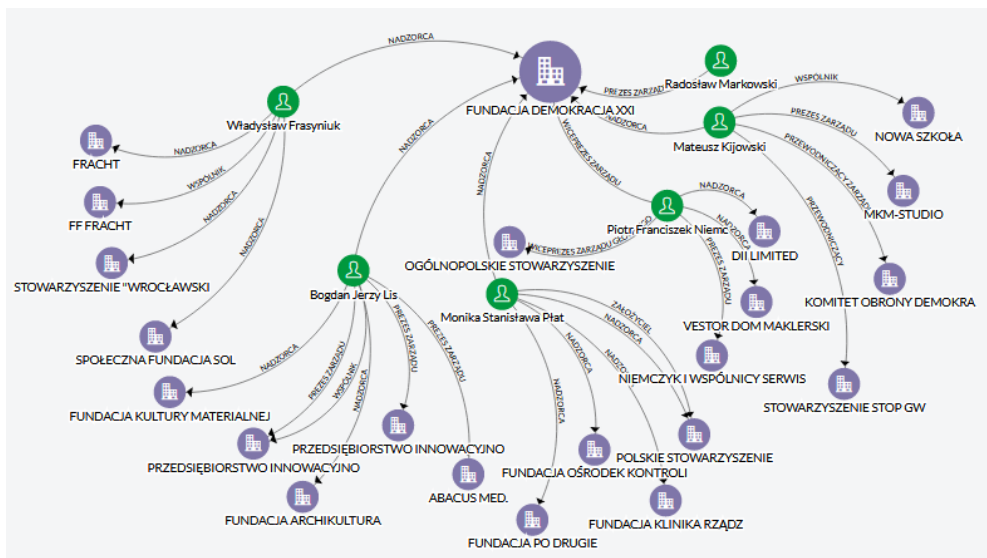 NADZORCA
FUNDACJA DEMOKRACJA XXI
PREZES ZARZĄD
Radosław Markowski
NADZORCA
Mateusz Kijowski
WSPÓLNIK
NOWA SZKOŁA
PREZES ZARZĄDU
MKM-STUDIO
PRZEWODNICZĄCY ZARZĄDU
KOMITET OBRONY DEMOKRA
PRZEWODNICZĄCY
STOWARZYSZENIE STOP GW
Władysław Frasyniuk
NADZORCA
FRACHT
WSPÓLNIK
FF FRACHT
NADZORCA
STOWARZYSZENIE "WROCŁAWSKI
NADZORCA
SPOŁECZNA FUNDACJA SOL
NADZORCA
NADZORCA
WICEPREZES ZARZĄDU
Piotr Franciszek Niemc
NADZORCA
DII LIMITED
NADZORCA
VESTOR DOM MAKLERSKI
PREZES ZARZĄDU
NIEMCZYK I WSPÓLNICY SERWIS
WICEPREZES ZARZĄDU
OGÓLNOPOLSKIE STOWARZYSZENIE
Bogdan Jerzy Lis
NADZORCA
FUNDACJA KULTURY MATERIALNEJ
PREZES ZARZĄDU
WSPÓLNIK
NADZORCA
PRZEDSIĘBIORSTWO INNOWACYJNO
FUNDACJA ARCHIKULTURA
PREZES ZARZĄDU
PRZEDSIĘBIORSTWO INNOWACYJNO
PREZES ZARZĄDU
ABACUS MED.
Monika Stanisława Płat
ZAŁOŻYCIEL
NADZORCA
POLSKIE STOWARZYSZENIE
NADZORCA
FUNDACJA OŚRODEK KONTROLI
FUNDACJA KLINIKA RZĄDZ
NADZORCA
FUNDACJA PO DRUGIE